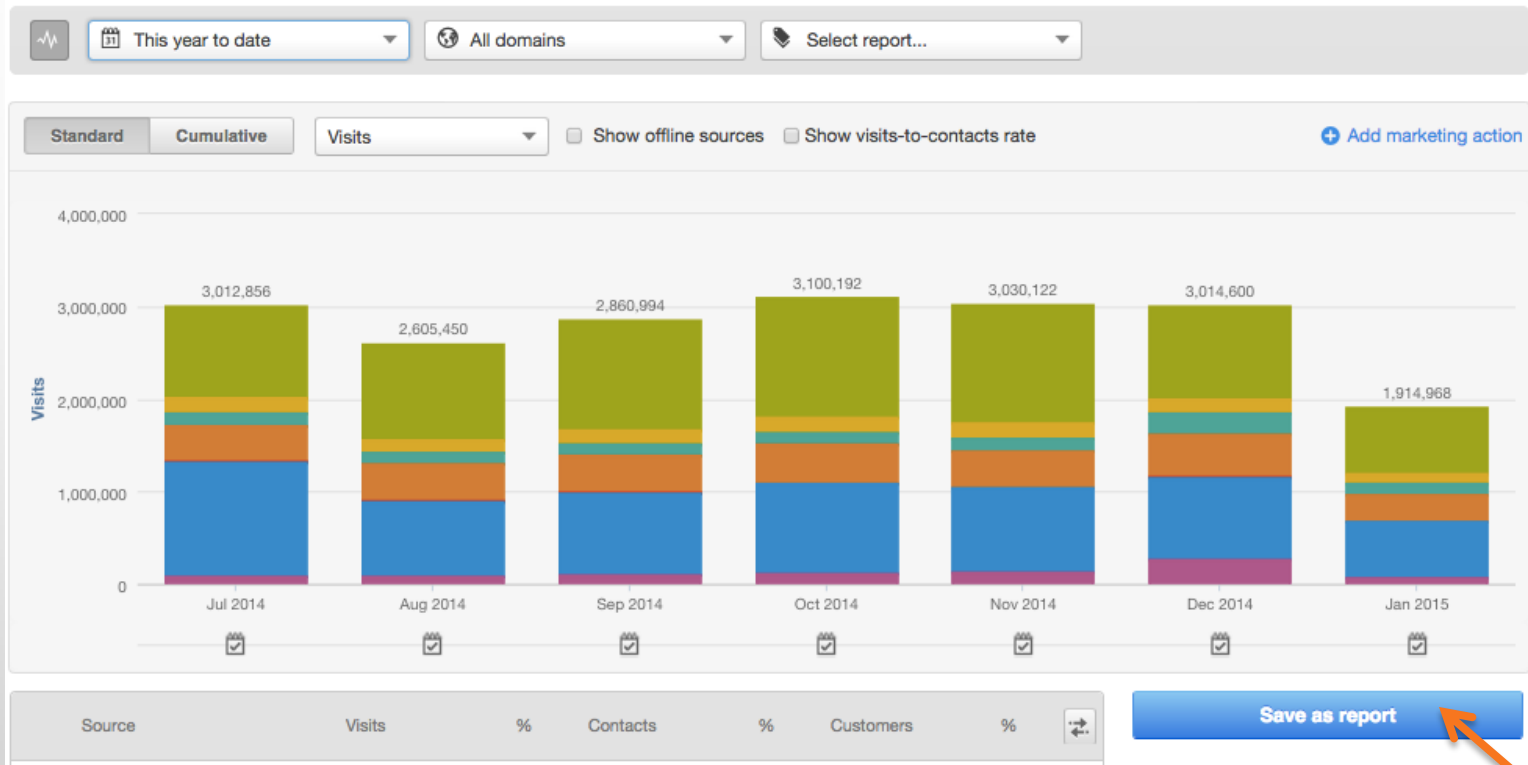 31 This year to date All domains Select report...
Standard Cumulative Visits Show offline sources Show visits-to-contacts rate Add marketing action
4,000,000
3,000,000
2,000,000
1,000,000
0
Visits
3,012,856
2,605,450
2,860,994
3,100,192
3,030,122
3,014,600
1,914,968
Jul 2014 Aug 2014 Sep 2014 Oct 2014 Nov 2014 Dec 2014 Jan 2015
Source Visits % Contacts % Customers %
Save as report